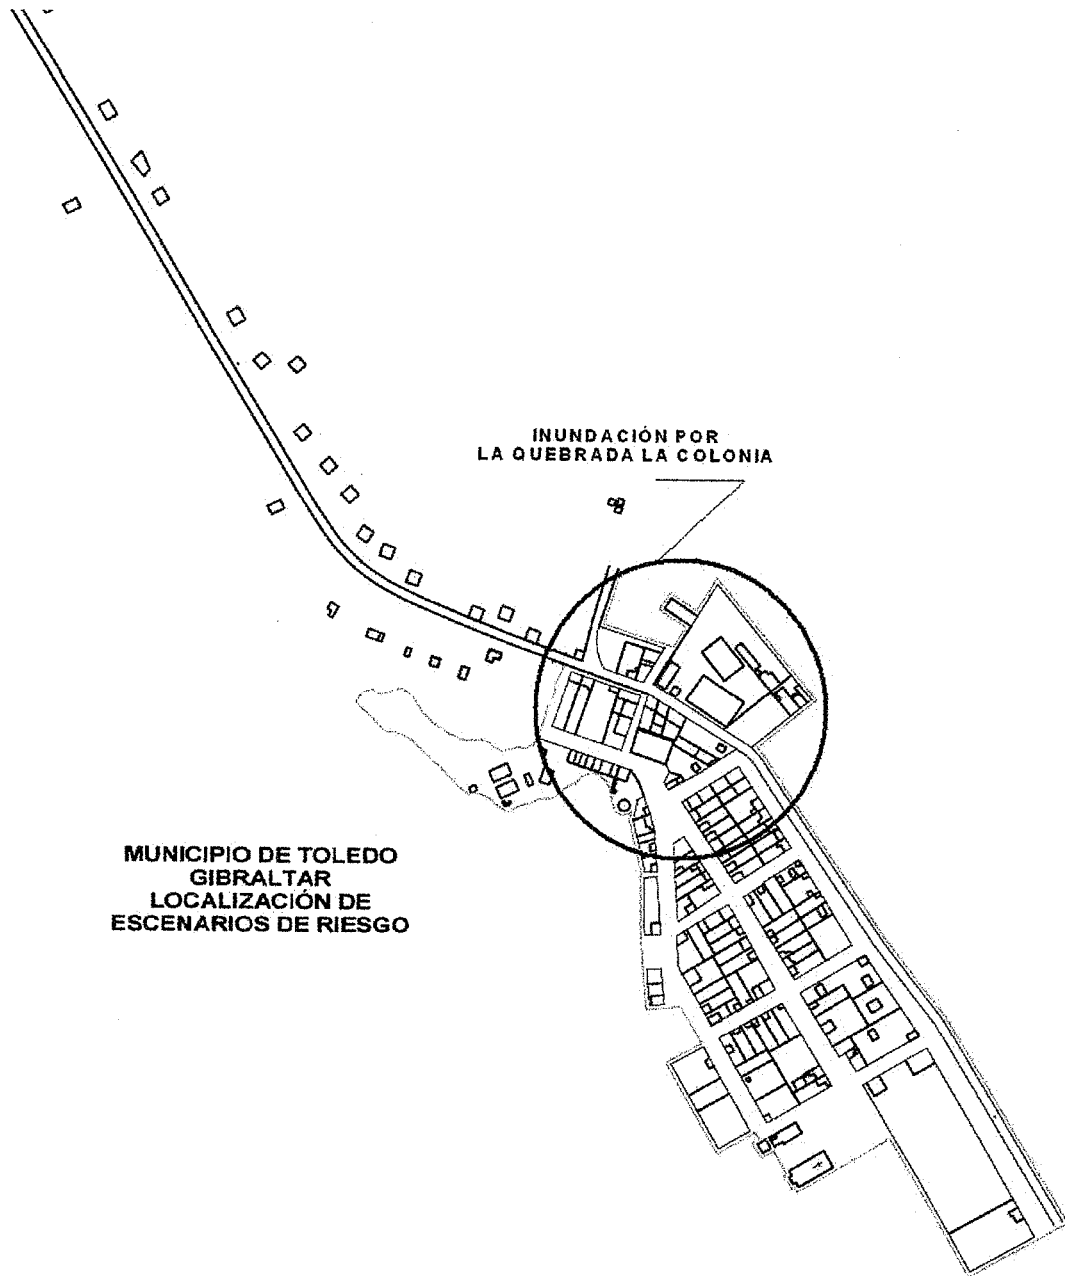 INUNDACIÓN POR
LA QUEBRADA LA COLONIA
MUNICIPIO DE TOLEDO
GIBRALTAR
LOCALIZACIÓN DE
ESCENARIOS DE RIESGO